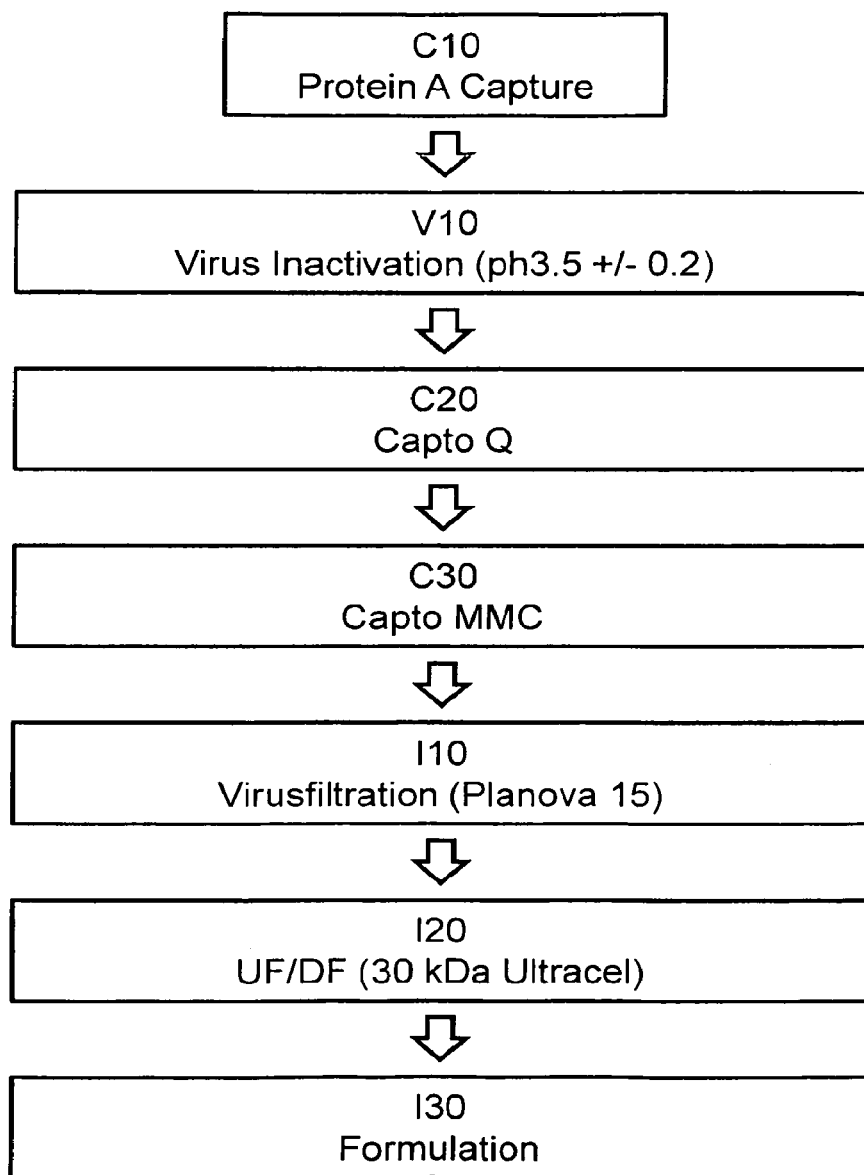 C10
Protein A Capture
V10
Virus Inactivation (ph3.5 +/- 0.2)
C20
Capto Q
C30
Capto MMC
I10
Virusfiltration (Planova 15)
I20
UF/DF (30 kDa Ultracel)
I30
Formulation